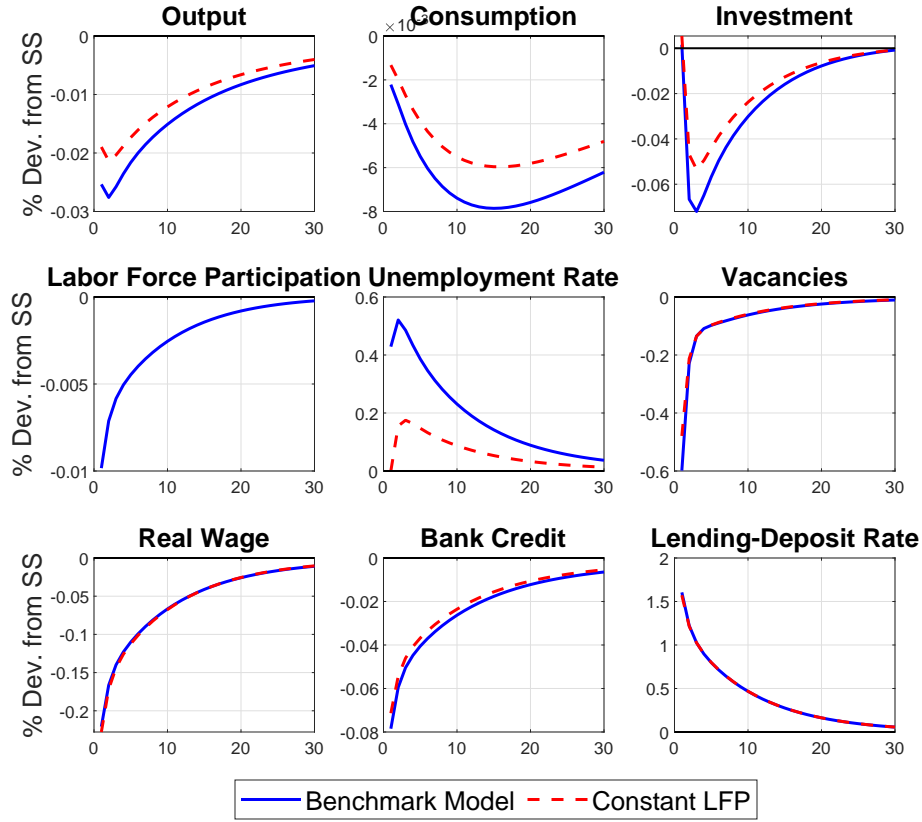 Output Consumption Investment
×10
% Dev. from SS
0
-0.01
-0.02
-0.03
0 10 20 30
0
-2
-4
-6
-8
0 10 20 30
0
-0.02
-0.04
-0.06
0 10 20 30
Labor Force Participation Unemployment Rate Vacancies
% Dev. from SS
0
-0.005
-0.01
0 10 20 30
0.6
0.4
0.2
0
0 10 20 30
0
-0.2
-0.4
-0.6
0 10 20 30
Real Wage Bank Credit Lending-Deposit Rate
% Dev. from SS
0
-0.05
-0.1
-0.15
-0.2
0 10 20 30
0
-0.02
-0.04
-0.06
-0.08
0 10 20 30
2
1.5
1
0.5
0
0 10 20 30
Benchmark Model Constant LFP